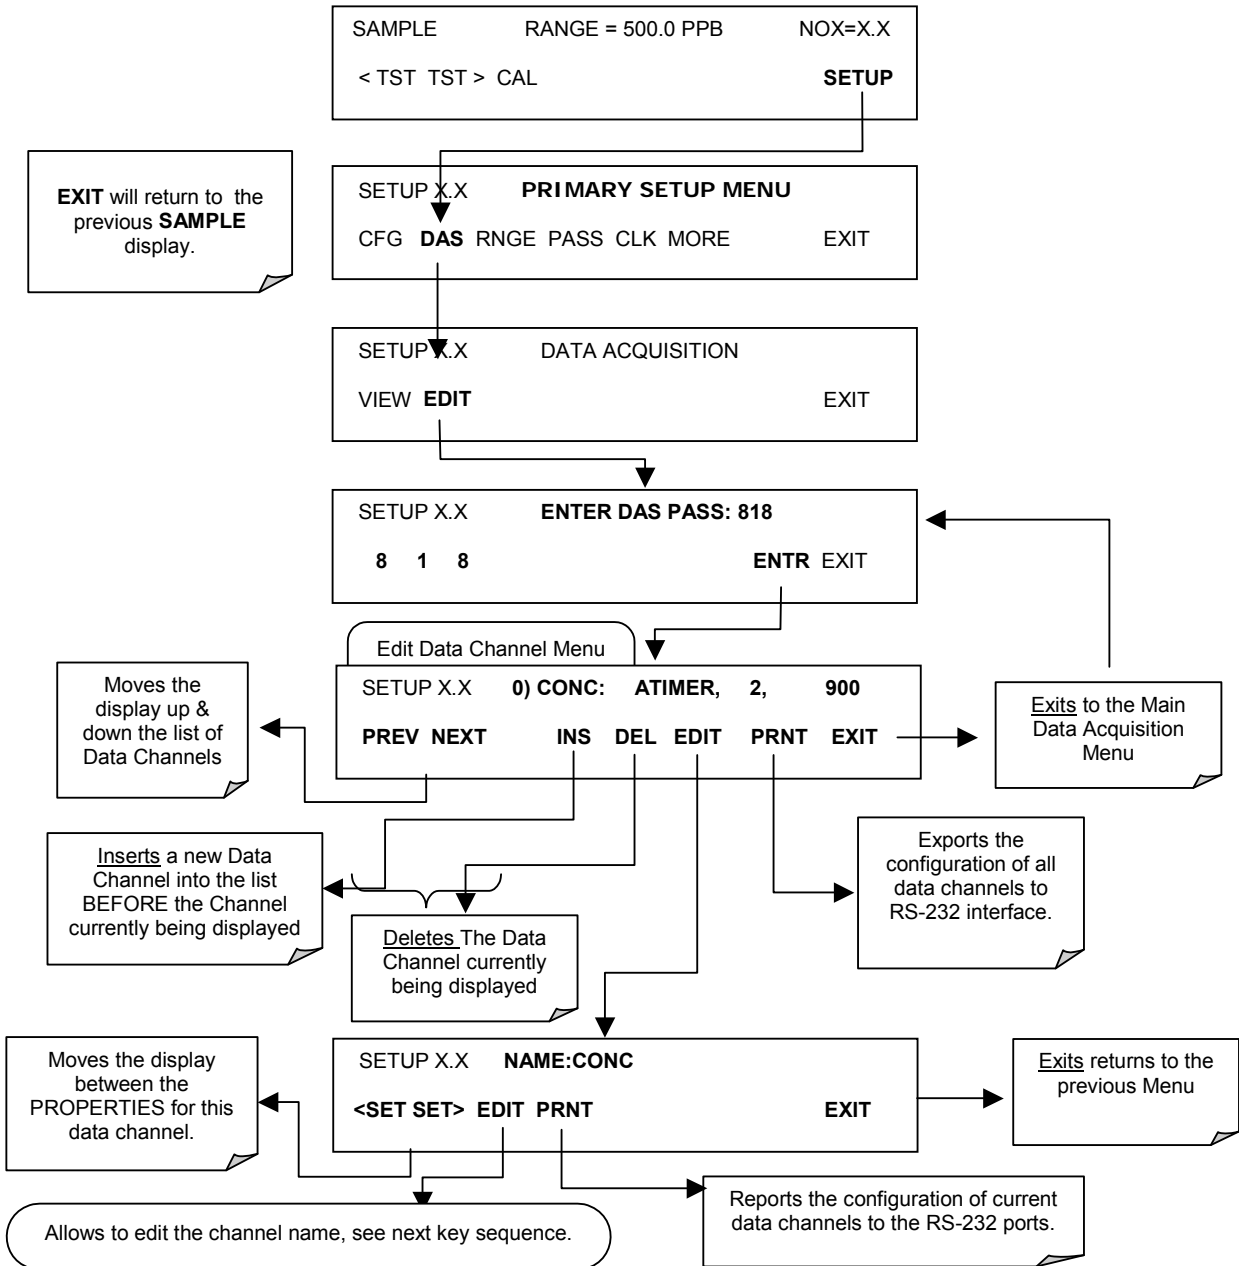 SAMPLE RANGE = 500.0 PPB NOX=X.X
< TST TST > CAL SETUP
EXIT will return to the
previous SAMPLE
display.
SETUP X.X PRIMARY SETUP MENU
CFG DAS RNGE PASS CLK MORE EXIT
SETUP X.X DATA ACQUISITION
VIEW EDIT EXIT
SETUP X.X ENTER DAS PASS: 818
8 1 8 ENTR EXIT
Edit Data Channel Menu
SETUP X.X 0) CONC: ATIMER, 2, 900
PREV NEXT INS DEL EDIT PRNT EXIT
Moves the
display up &
down the list of
Data Channels
Exits to the Main
Data Acquisition
Menu
Inserts a new Data
Channel into the list
BEFORE the Channel
currently being displayed
Deletes The Data
Channel currently
being displayed
Exports the
configuration of all
data channels to
RS-232 interface.
SETUP X.X NAME:CONC
<SET SET> EDIT PRNT EXIT
Moves the display
between the
PROPERTIES for this
data channel.
Exits returns to the
previous Menu
Allows to edit the channel name, see next key sequence.
Reports the configuration of current
data channels to the RS-232 ports.